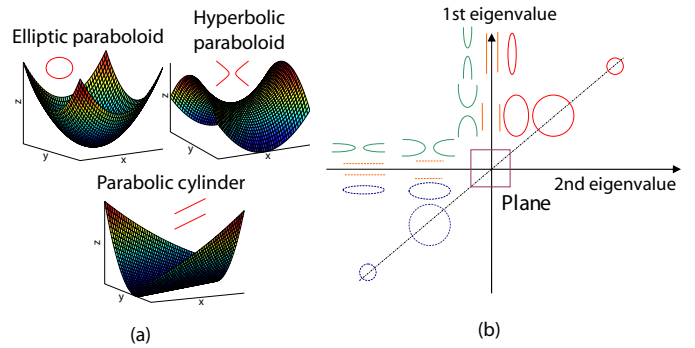 Elliptic paraboloid
Hyperbolic
paraboloid
z
y
x
z
y
x
Parabolic cylinder
z
y
x
(a)
1st eigenvalue
2nd eigenvalue
Plane
(b)